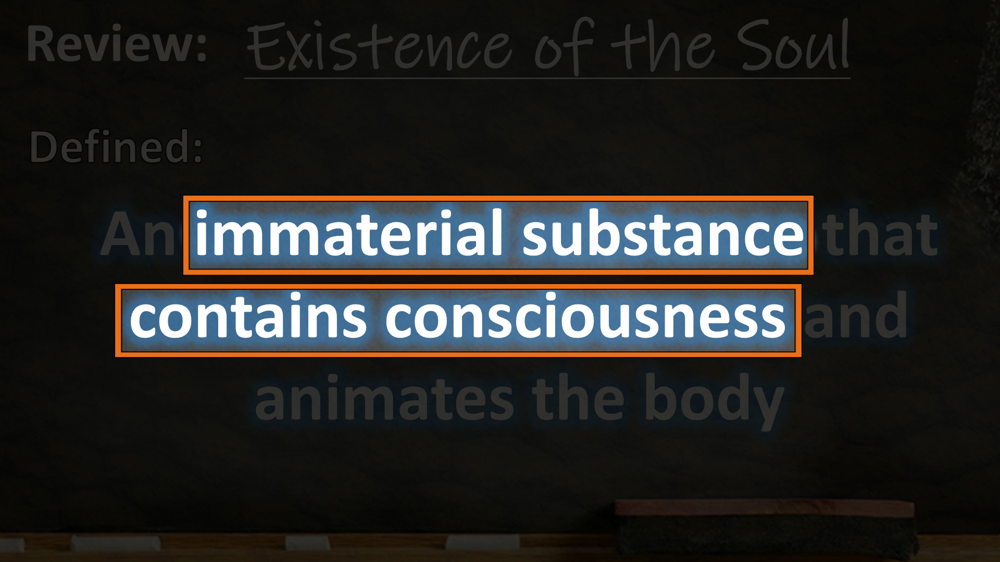 Review: Existence of the Soul
Defined:
An immaterial substance that
contains consciousness and
animates the body